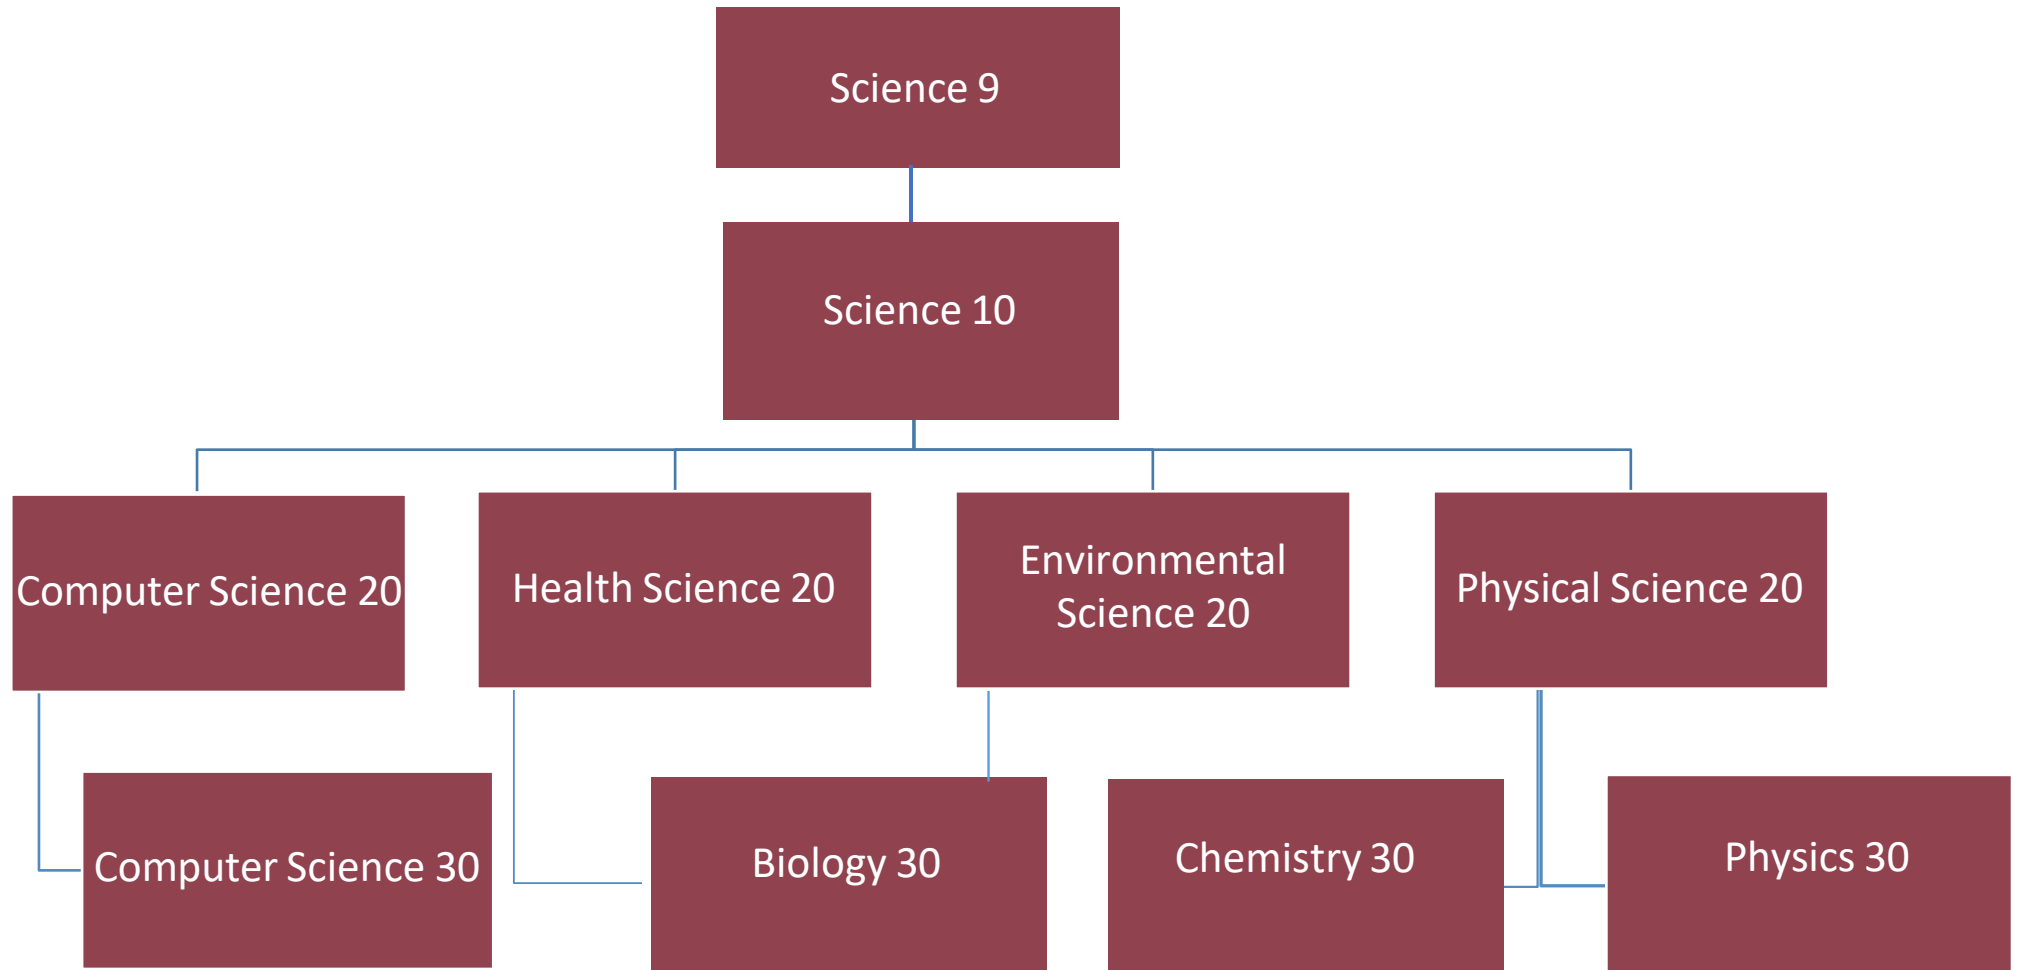 Science 9
Science 10
Computer Science 20
Health Science 20
Environmental
Science 20
Physical Science 20
Computer Science 30
Biology 30
Chemistry 30
Physics 30